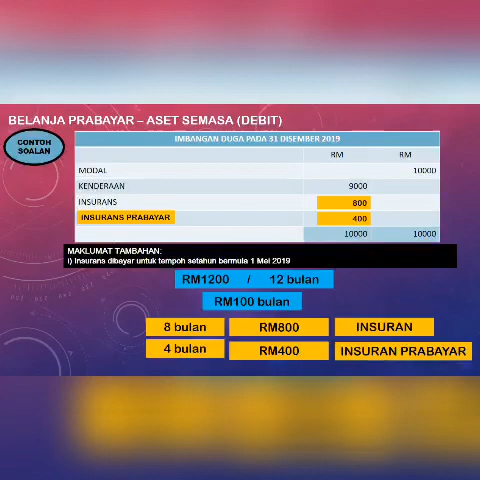 BELANJA PRABAYAR – ASET SEMASA (DEBIT)
CONTOH
SOALAN
IMBANGAN DUGA PADA 31 DISEMBER 2019
RM RM
MODAL 10000
KENDERAAN 9000
INSURANS 800
INSURANS PRABAYAR 400
10000 10000
MAKLUMAT TAMBAHAN:
i) Insurans dibayar untuk tempoh setahun bermula 1 Mei 2019
RM1200 / 12 bulan
RM100 bulan
8 bulan RM800 INSURAN
4 bulan RM400 INSURAN PRABAYAR